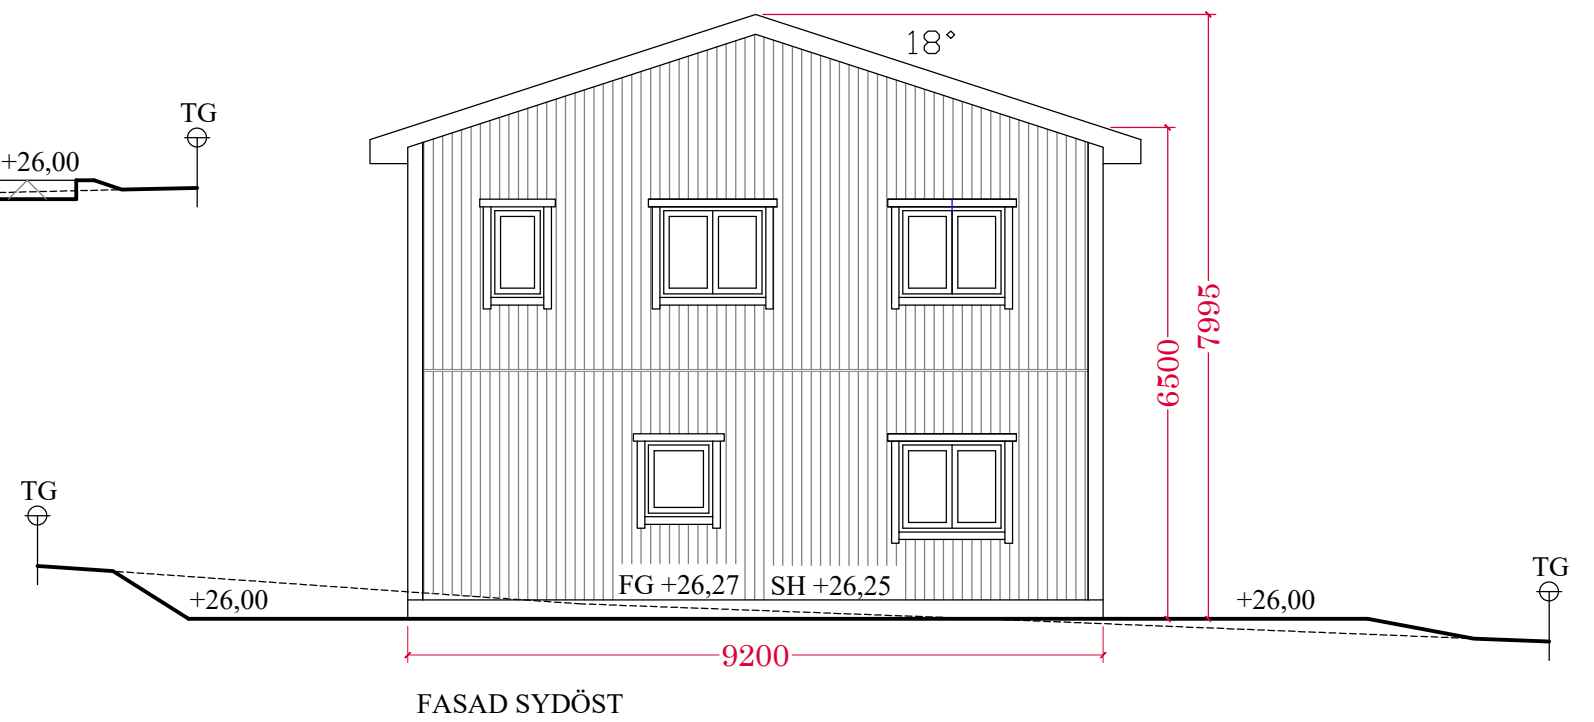 18°
TG
+26,00
7995
6500
TG
TG
FG +26,27 SH +26,25
+26,00
+26,00
9200
FASAD SYDÖST